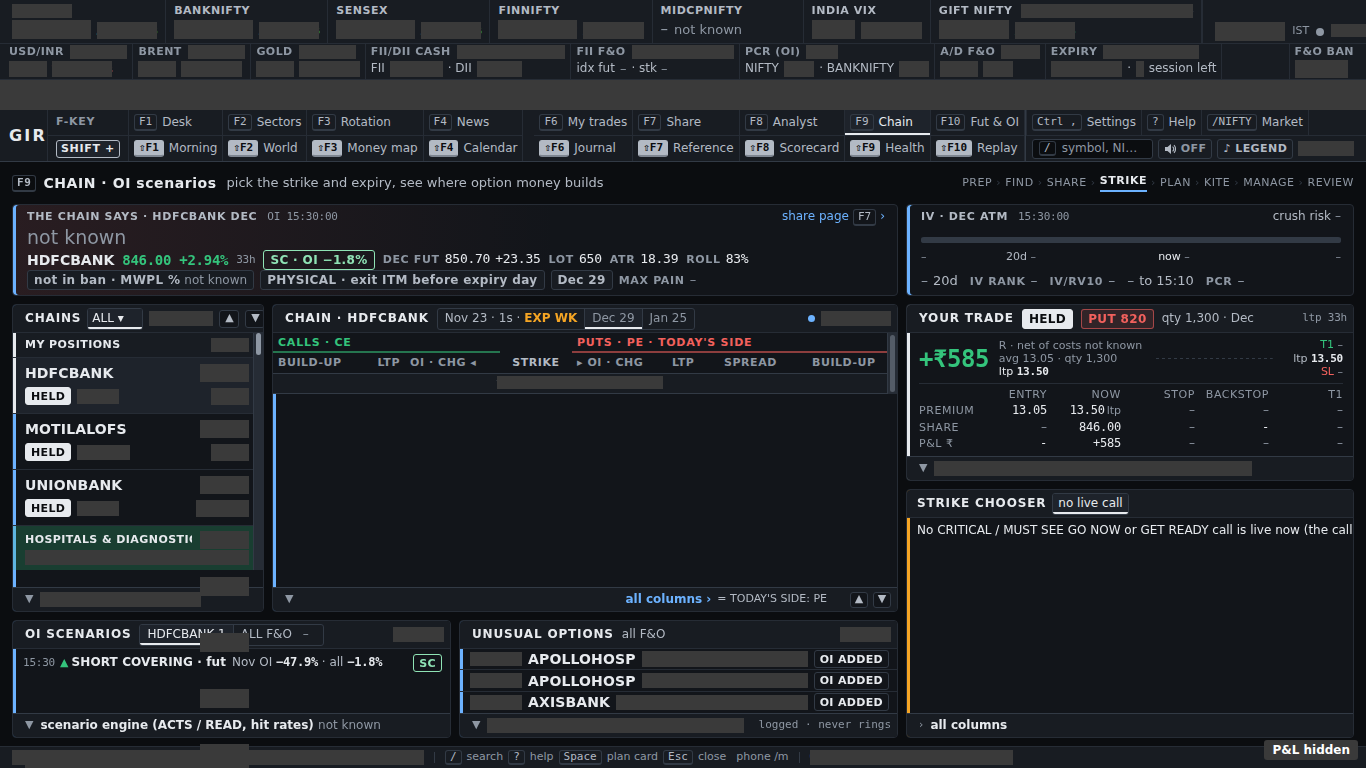 BANKNIFTY SENSEX FINNIFTY MIDCPNIFTY INDIA VIX GIFT NIFTY
– not known IST
USD/INR BRENT GOLD FII/DII CASH FII F&O PCR (OI) A/D F&O EXPIRY F&O BAN
FII · DII idx fut – · stk – NIFTY · BANKNIFTY · session left
GIR
F-KEY F1 Desk F2 Sectors F3 Rotation F4 News F6 My trades F7 Share F8 Analyst F9 Chain F10 Fut & OI Ctrl , Settings ? Help /NIFTY Market
SHIFT + ⇧F1 Morning ⇧F2 World ⇧F3 Money map ⇧F4 Calendar ⇧F6 Journal ⇧F7 Reference ⇧F8 Scorecard ⇧F9 Health ⇧F10 Replay / symbol, NI… OFF ♪ LEGEND
F9 CHAIN · OI scenarios pick the strike and expiry, see where option money builds PREP › FIND › SHARE › STRIKE › PLAN › KITE › MANAGE › REVIEW
THE CHAIN SAYS · HDFCBANK DEC OI 15:30:00 share page F7 ›
not known
HDFCBANK 846.00 +2.94% 33h SC · OI −1.8% DEC FUT 850.70 +23.35 LOT 650 ATR 18.39 ROLL 83%
not in ban · MWPL % not known PHYSICAL · exit ITM before expiry day Dec 29 MAX PAIN –
IV · DEC ATM 15:30:00 crush risk –
– 20d – now – –
– 20d IV RANK – IV/RV10 – – to 15:10 PCR –
CHAINS ALL ▾ ▲ ▼
MY POSITIONS
HDFCBANK
HELD
MOTILALOFS
HELD
UNIONBANK
HELD
HOSPITALS & DIAGNOSTIC
▼
CHAIN · HDFCBANK Nov 23 · 1s · EXP WK Dec 29 Jan 25
CALLS · CE PUTS · PE · TODAY'S SIDE
BUILD-UP LTP OI · CHG ◂ STRIKE ▸ OI · CHG LTP SPREAD BUILD-UP
▼ all columns › = TODAY'S SIDE: PE ▲ ▼
YOUR TRADE HELD PUT 820 qty 1,300 · Dec ltp 33h
+₹585
R · net of costs not known
avg 13.05 · qty 1,300
ltp 13.50
T1 –
ltp 13.50
SL –
ENTRY NOW STOP BACKSTOP T1
PREMIUM 13.05 13.50 ltp – – –
SHARE – 846.00 – - –
P&L ₹ - +585 – – –
▼
STRIKE CHOOSER no live call
No CRITICAL / MUST SEE GO NOW or GET READY call is live now (the call
› all columns
OI SCENARIOS HDFCBANK 1 ALL F&O –
15:30 ▲ SHORT COVERING · fut Nov OI −47.9% · all −1.8% SC
▼ scenario engine (ACTS / READ, hit rates) not known
UNUSUAL OPTIONS all F&O
APOLLOHOSP OI ADDED
APOLLOHOSP OI ADDED
AXISBANK OI ADDED
▼ logged · never rings
/ search ? help Space plan card Esc close phone /m
P&L hidden